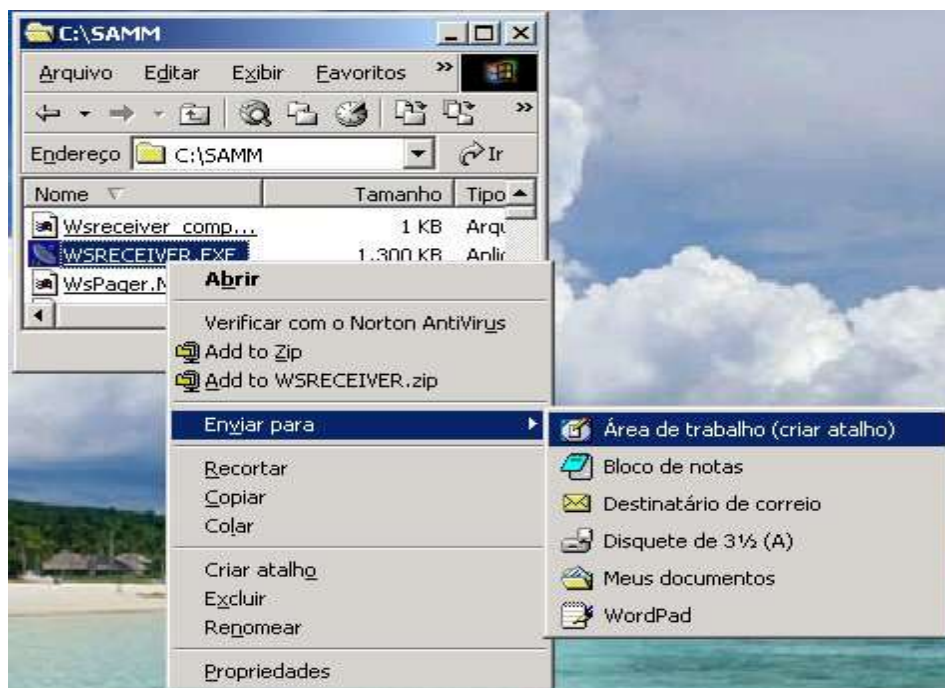 C:\SAMM
Arquivo Editar Exibir Favoritos »
»
Endereço C:\SAMM Ir
Nome Tamanho Tipo
Wsreceiver_comp... 1 KB Arqu
WSRECEIVER.EXE 1.300 KB Aplic
WsPager.
Abrir
Verificar com o Norton AntiVirus
Add to Zip
Add to WSRECEIVER.zip
Enviar para
Recortar
Copiar
Colar
Criar atalho
Excluir
Renomear
Propriedades
Área de trabalho (criar atalho)
Bloco de notas
Destinatário de correio
Disquete de 3½ (A)
Meus documentos
WordPad